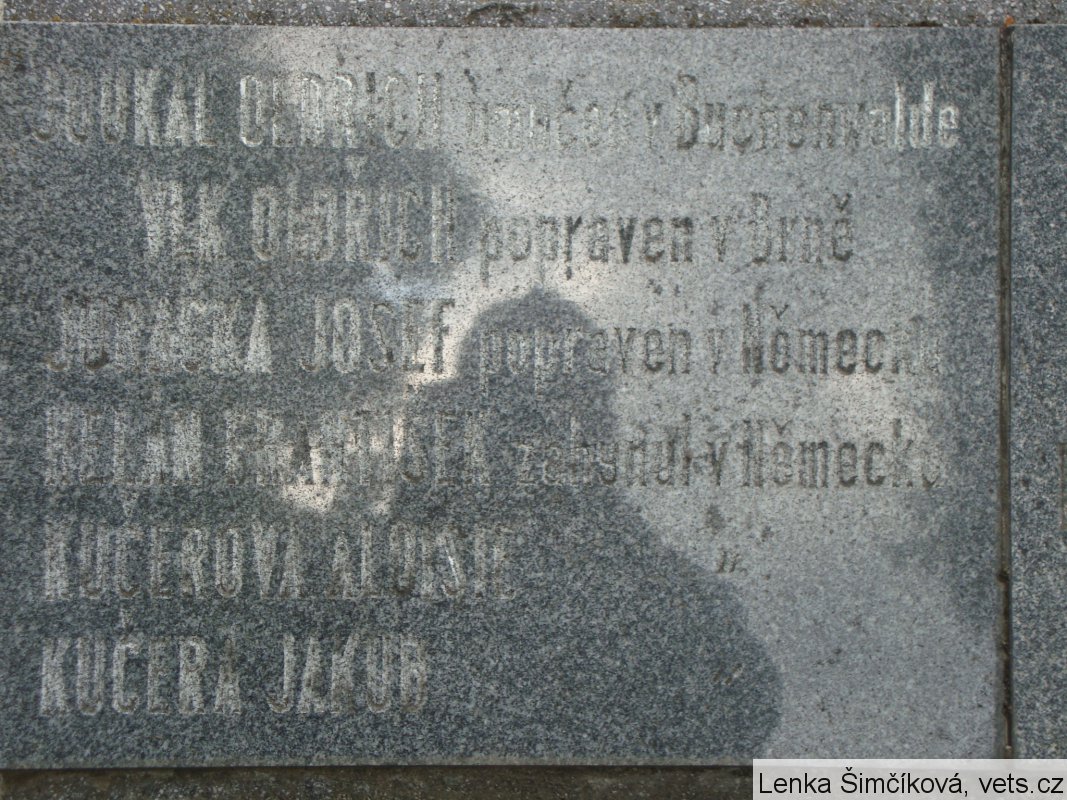 SOUKAL OLDŘICH umučen v Buchenwalde
VLK OLDŘICH popraven v Brně
JURAČKA JOSEF popraven v Německu
FRANTIŠEK zahynul v Německu
KUČEROVÁ ALOISIE
KUČERA JAKUB
Lenka Šimčíková, vets.cz